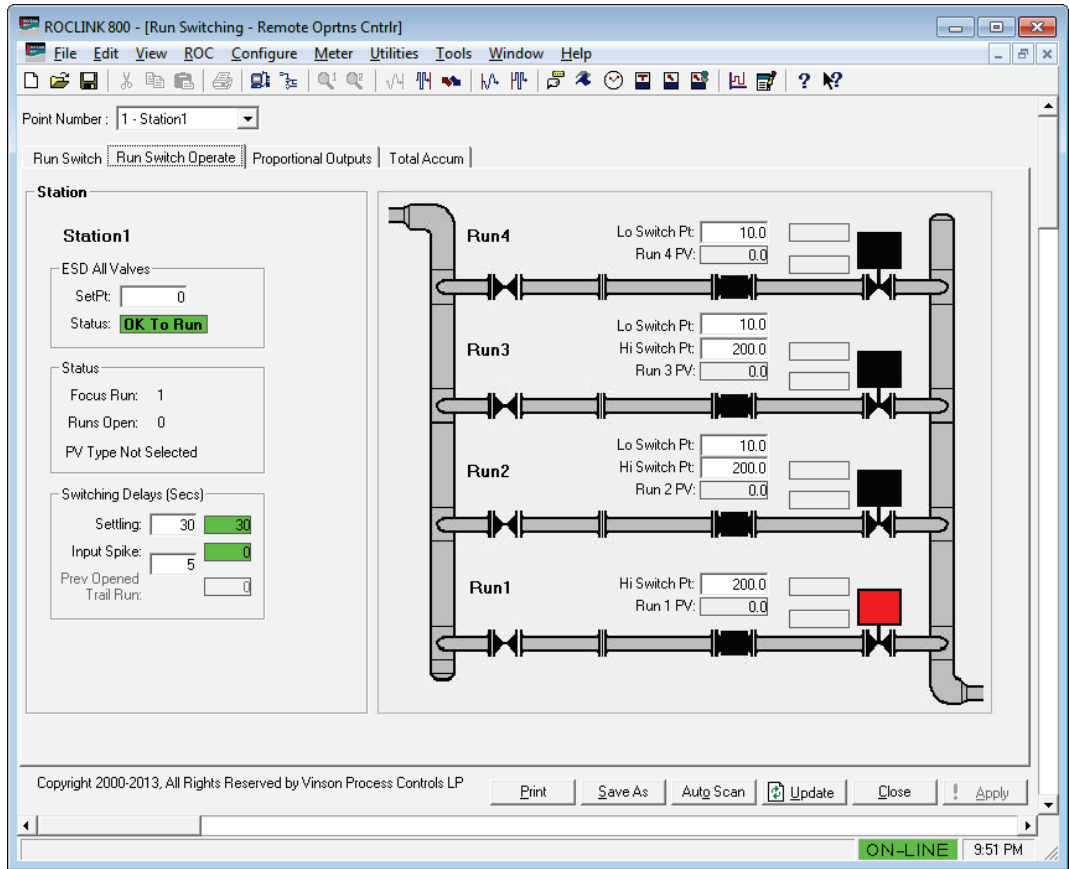 ROCLINK 800 - [Run Switching - Remote Oprtns Cntrlr]
File Edit View ROC Configure Meter Utilities Tools Window Help
Point Number : 1 - Station1
Run Switch Run Switch Operate Proportional Outputs Total Accum
Station
Station1
ESD All Valves
SetPt: 0
Status: OK To Run
Status
Focus Run: 1
Runs Open: 0
PV Type Not Selected
Switching Delays (Secs)
Settling: 30 30
Input Spike: 5 0
Prev Opened
Trail Run: 0
Run4
Lo Switch Pt: 10.0
Run 4 PV: 0.0
Run3
Lo Switch Pt: 10.0
Hi Switch Pt: 200.0
Run 3 PV: 0.0
Run2
Lo Switch Pt: 10.0
Hi Switch Pt: 200.0
Run 2 PV: 0.0
Run1
Hi Switch Pt: 200.0
Run 1 PV: 0.0
Copyright 2000-2013, All Rights Reserved by Vinson Process Controls LP
Print Save As Auto Scan Update Close ! Apply
ON-LINE 9:51 PM